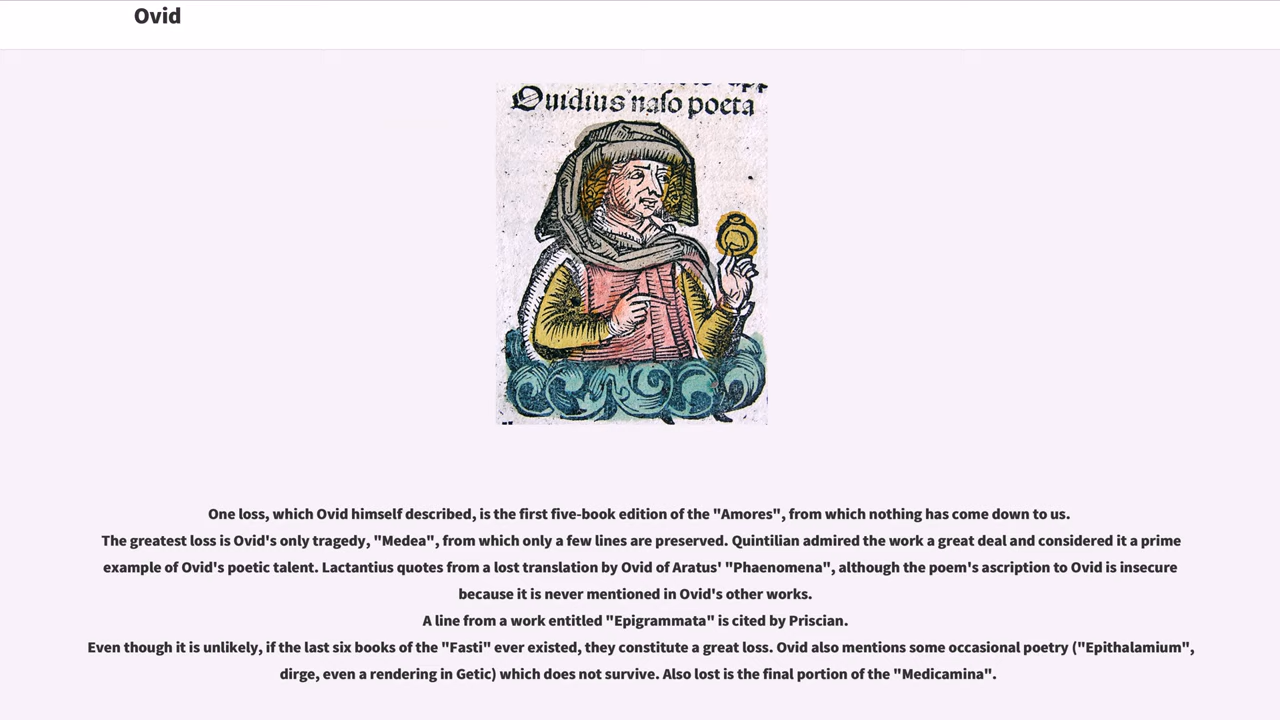 Ovid
Ouidius naſo poeta
One loss, which Ovid himself described, is the first five-book edition of the "Amores", from which nothing has come down to us.
The greatest loss is Ovid's only tragedy, "Medea", from which only a few lines are preserved. Quintilian admired the work a great deal and considered it a prime
example of Ovid's poetic talent. Lactantius quotes from a lost translation by Ovid of Aratus' "Phaenomena", although the poem's ascription to Ovid is insecure
because it is never mentioned in Ovid's other works.
A line from a work entitled "Epigrammata" is cited by Priscian.
Even though it is unlikely, if the last six books of the "Fasti" ever existed, they constitute a great loss. Ovid also mentions some occasional poetry ("Epithalamium",
dirge, even a rendering in Getic) which does not survive. Also lost is the final portion of the "Medicamina".